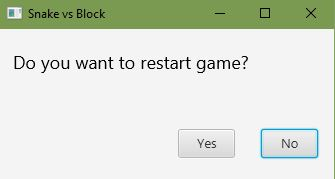 Snake vs Block
Do you want to restart game?
Yes
No